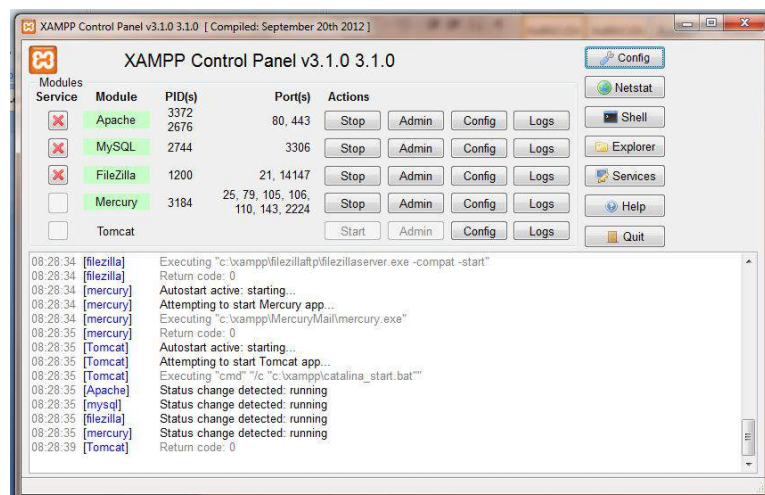 XAMPP Control Panel v3.1.0 3.1.0 [ Compiled: September 20th 2012 ]
XAMPP Control Panel v3.1.0 3.1.0
Config
Modules
Service Module PID(s) Port(s) Actions
Netstat
Apache 3372 2676 80, 443 Stop Admin Config Logs
Shell
MySQL 2744 3306 Stop Admin Config Logs
Explorer
FileZilla 1200 21, 14147 Stop Admin Config Logs
Services
Mercury 3184 25, 79, 105, 106, 110, 143, 2224 Stop Admin Config Logs
Help
Tomcat Start Admin Config Logs
Quit
08:28:34 [filezilla] Executing "c:\xampp\filezillaftp\filezillaserver.exe -compat -start"
08:28:34 [filezilla] Return code: 0
08:28:34 [mercury] Autostart active: starting...
08:28:34 [mercury] Attempting to start Mercury app...
08:28:34 [mercury] Executing "c:\xampp\MercuryMail\mercury.exe"
08:28:35 [mercury] Return code: 0
08:28:35 [Tomcat] Autostart active: starting...
08:28:35 [Tomcat] Attempting to start Tomcat app...
08:28:35 [Tomcat] Executing "cmd" "/c "c:\xampp\catalina_start.bat""
08:28:35 [Apache] Status change detected: running
08:28:35 [mysql] Status change detected: running
08:28:35 [filezilla] Status change detected: running
08:28:35 [mercury] Status change detected: running
08:28:39 [Tomcat] Return code: 0